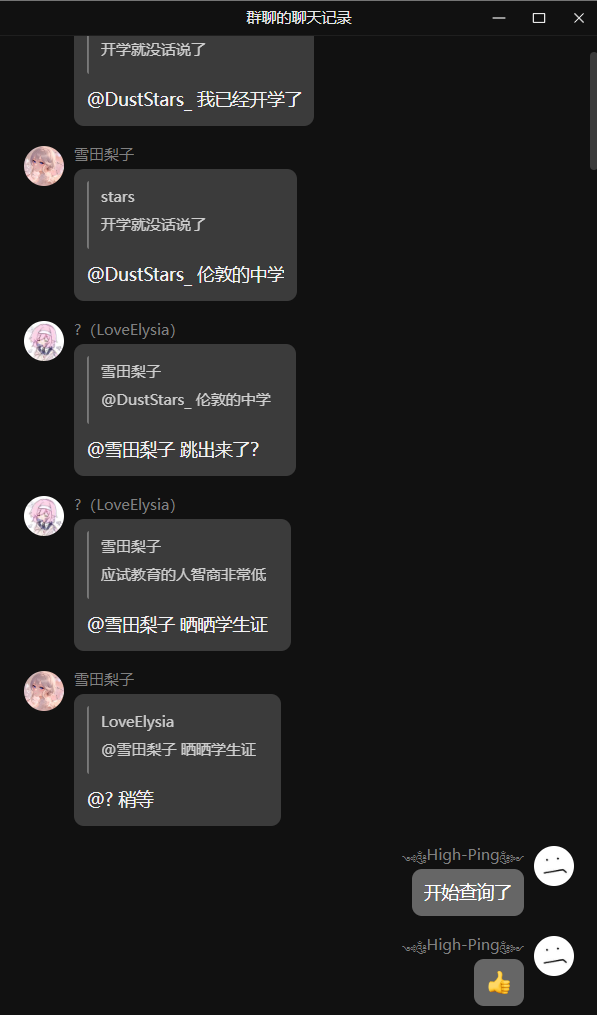 群聊的聊天记录
开学就没话说了
@DustStars_ 我已经开学了
雪田梨子
stars
开学就没话说了
@DustStars_ 伦敦的中学
？（LoveElysia）
雪田梨子
@DustStars_ 伦敦的中学
@雪田梨子 跳出来了?
？（LoveElysia）
雪田梨子
应试教育的人智商非常低
@雪田梨子 晒晒学生证
雪田梨子
LoveElysia
@雪田梨子 晒晒学生证
@? 稍等
High-Ping
开始查询了
High-Ping
👍